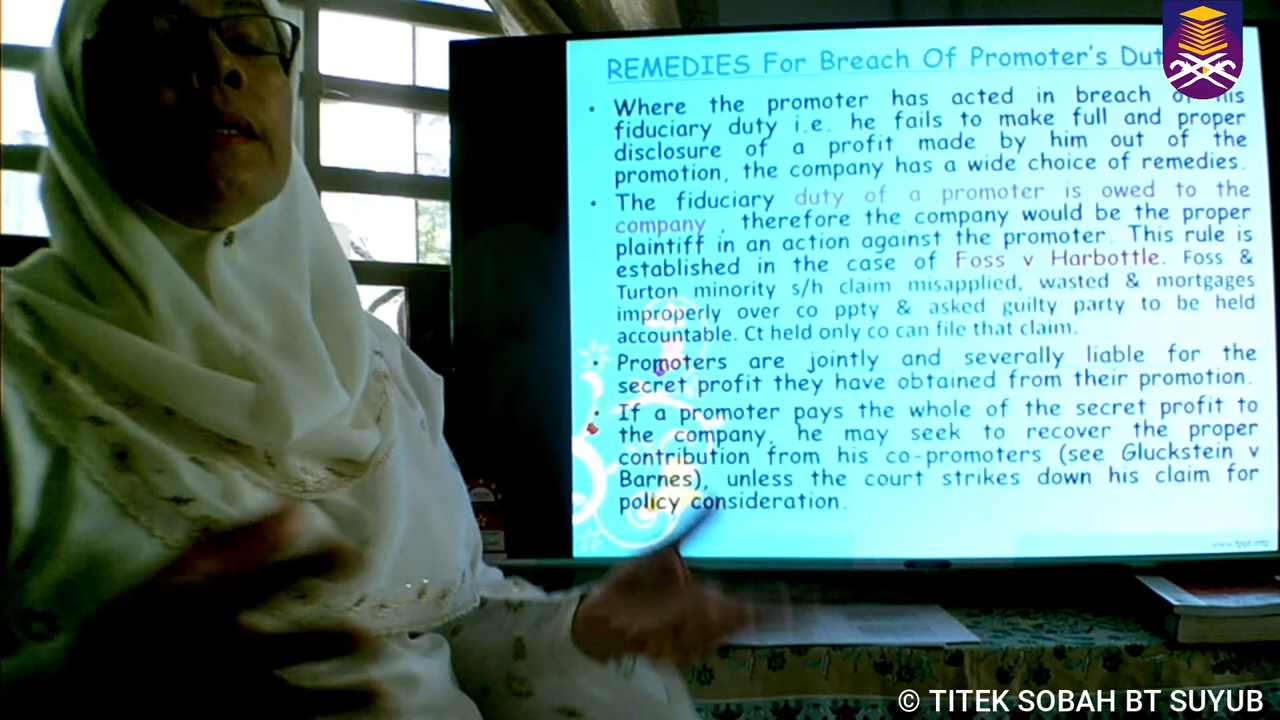 REMEDIES For Breach Of Promoter's Dut
• Where the promoter has acted in breach of his
fiduciary duty i.e. he fails to make full and proper
disclosure of a profit made by him out of the
promotion, the company has a wide choice of remedies.
• The fiduciary duty of a promoter is owed to the
company , therefore the company would be the proper
plaintiff in an action against the promoter. This rule is
established in the case of Foss v Harbottle. Foss &
Turton minority s/h claim misapplied, wasted & mortgages
improperly over co ppty & asked guilty party to be held
accountable. Ct held only co can file that claim.
• Promoters are jointly and severally liable for the
secret profit they have obtained from their promotion.
• If a promoter pays the whole of the secret profit to
the company, he may seek to recover the proper
contribution from his co-promoters (see Gluckstein v
Barnes), unless the court strikes down his claim for
policy consideration.
© TITEK SOBAH BT SUYUB